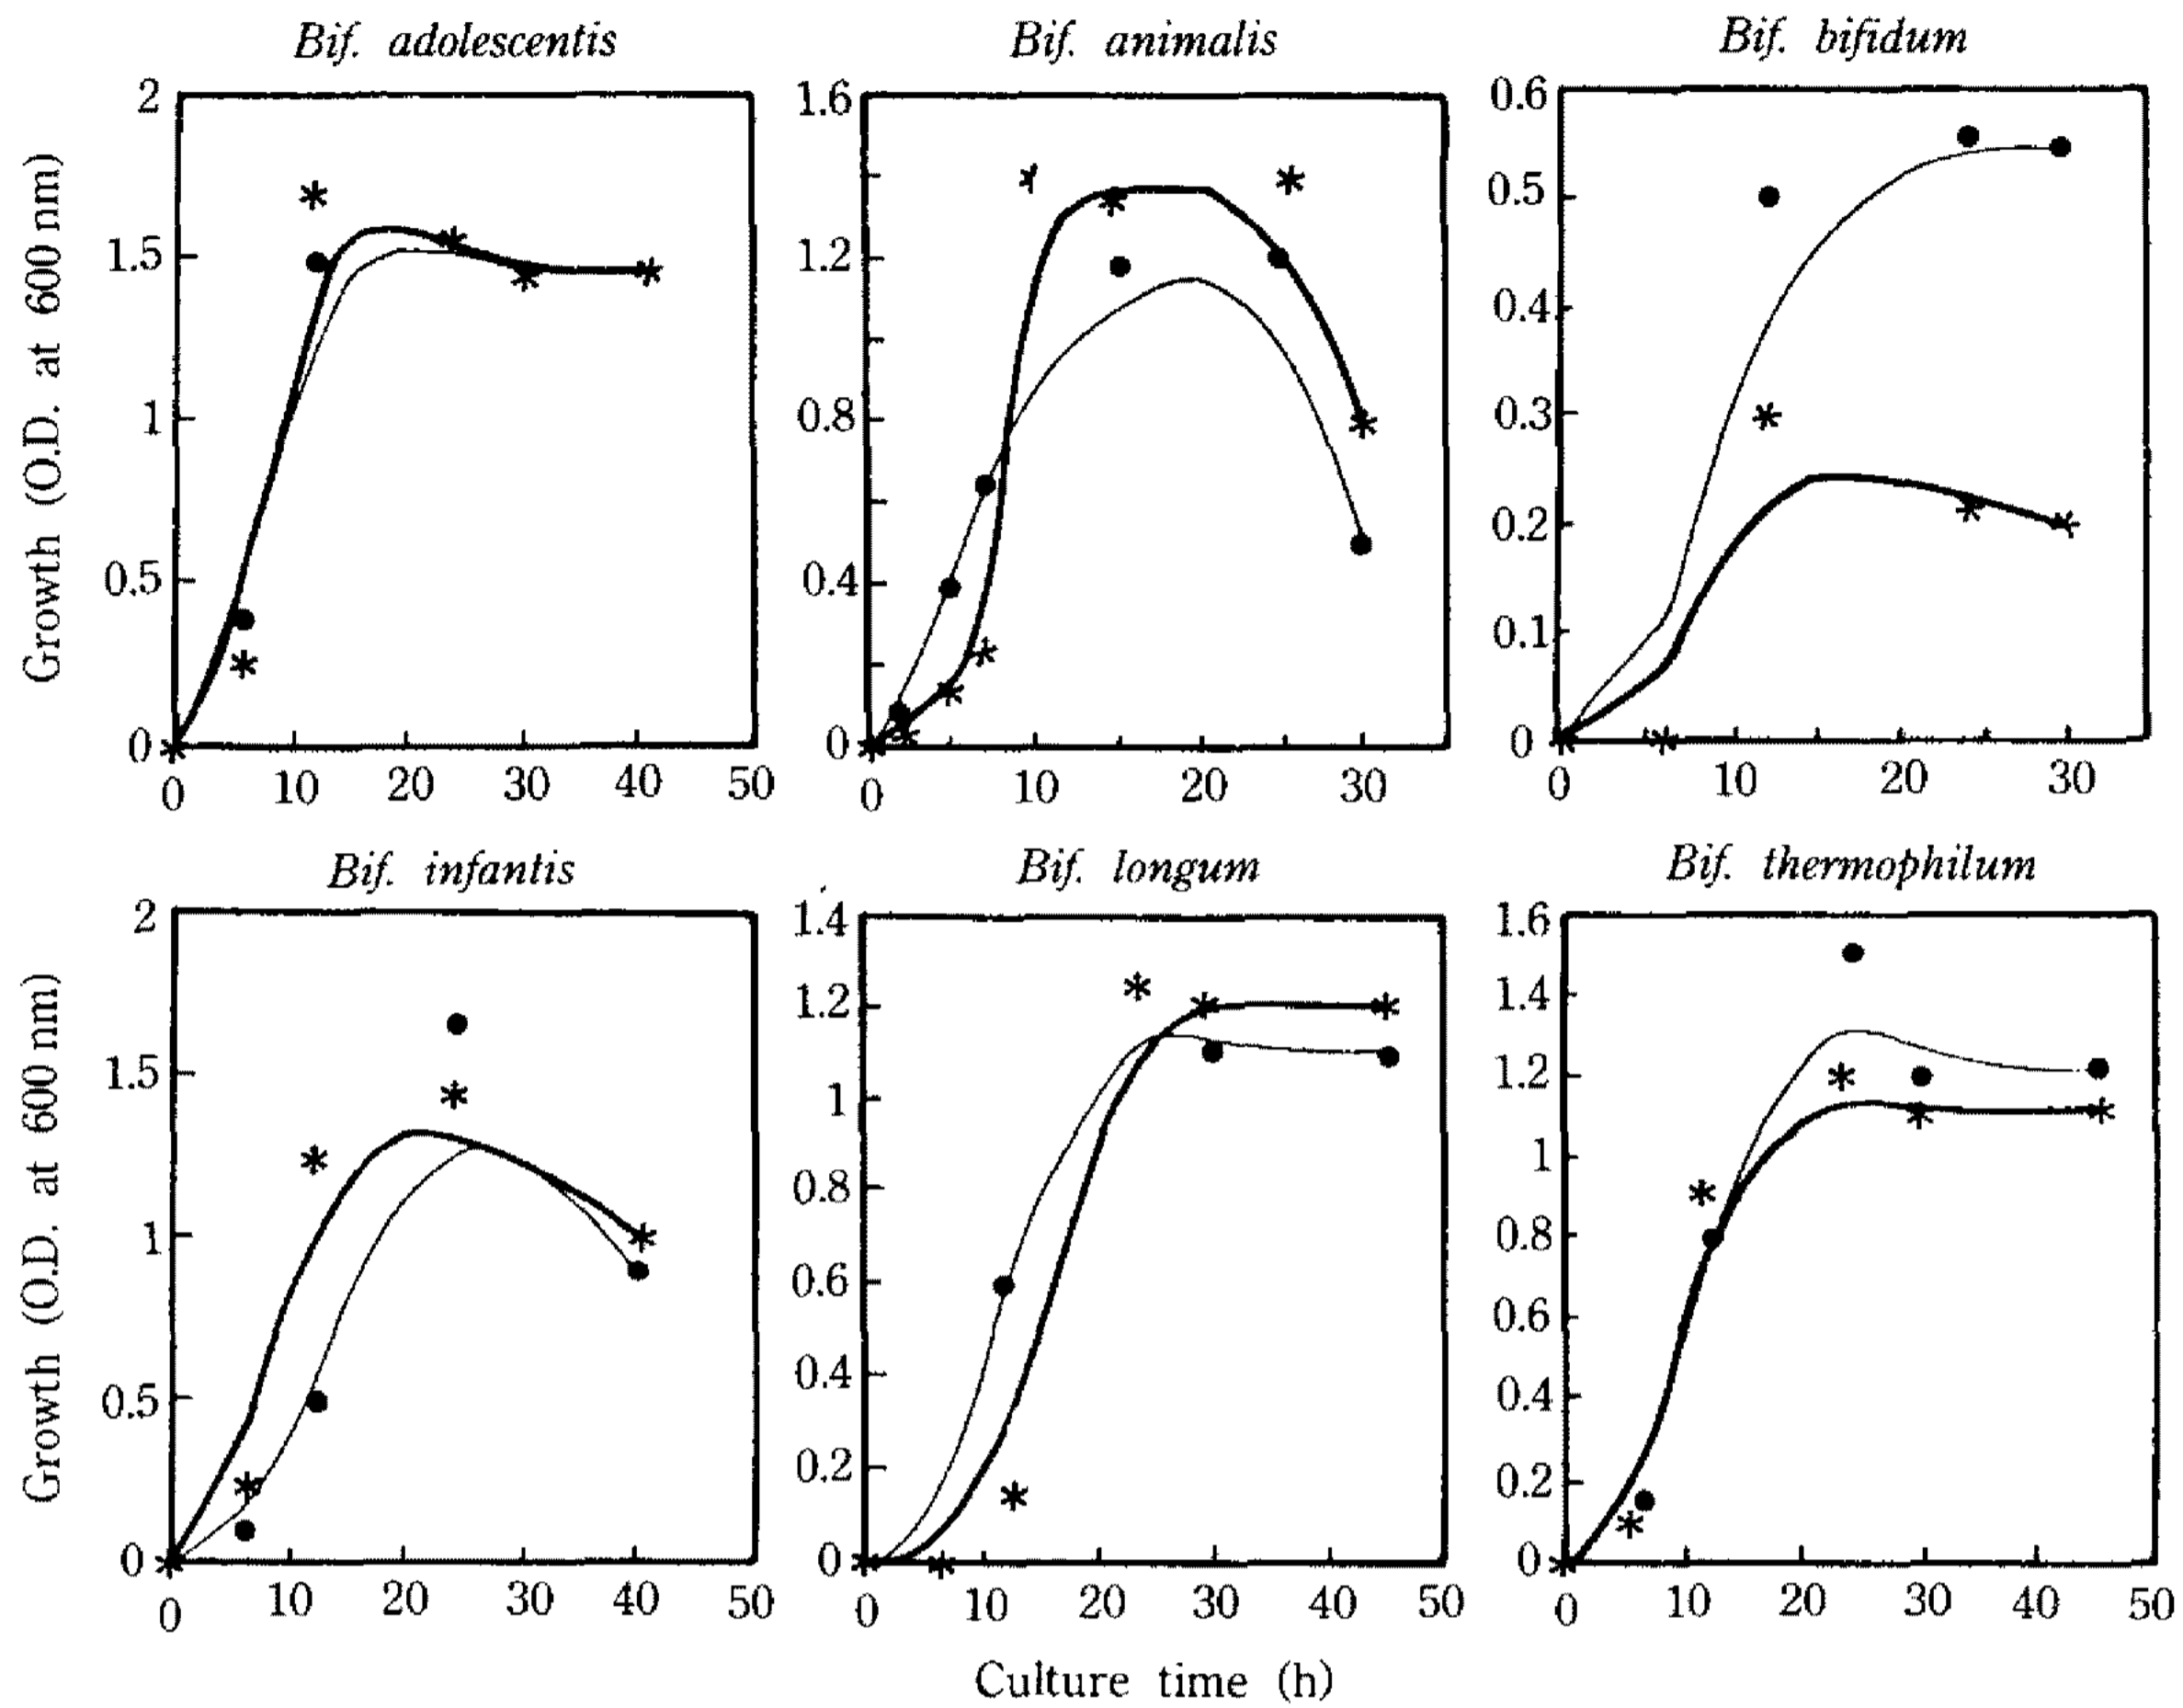 Bif. adolescentis
Bif. animalis
Bif. bifidum
Growth (O.D. at 600 nm)
2
1.5
1
0.5
0
0 10 20 30 40 50
1.6
1.2
0.8
0.4
0
0 10 20 30
0.6
0.5
0.4
0.3
0.2
0.1
0
0 10 20 30
Bif. infantis
Bif. longum
Bif. thermophilum
Growth (O.D. at 600 nm)
2
1.5
1
0.5
0
0 10 20 30 40 50
1.4
1.2
1
0.8
0.6
0.4
0.2
0
0 10 20 30 40 50
1.6
1.4
1.2
1
0.8
0.6
0.4
0.2
0
0 10 20 30 40 50
Culture time (h)